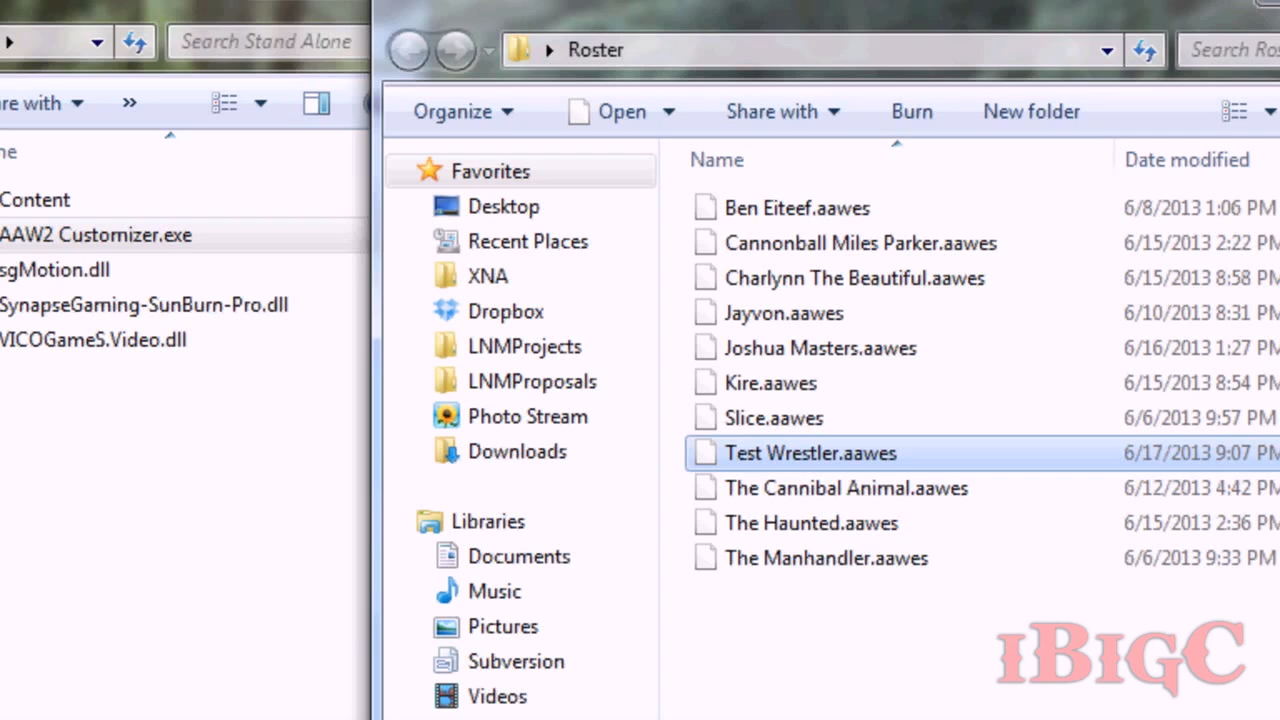 Search Stand Alone
re with
»
ne
Content
AAW2 Customizer.exe
sgMotion.dll
SynapseGaming-SunBurn-Pro.dll
VICOGameS.Video.dll
Roster
Search Ros
Organize
Open
Share with
Burn
New folder
Favorites
Desktop
Recent Places
XNA
Dropbox
LNMProjects
LNMProposals
Photo Stream
Downloads
Libraries
Documents
Music
Pictures
Subversion
Videos
Name Date modified
Ben Eiteef.aawes 6/8/2013 1:06 PM
Cannonball Miles Parker.aawes 6/15/2013 2:22 PM
Charlynn The Beautiful.aawes 6/15/2013 8:58 PM
Jayvon.aawes 6/10/2013 8:31 PM
Joshua Masters.aawes 6/16/2013 1:27 PM
Kire.aawes 6/15/2013 8:54 PM
Slice.aawes 6/6/2013 9:57 PM
Test Wrestler.aawes 6/17/2013 9:07 PM
The Cannibal Animal.aawes 6/12/2013 4:42 PM
The Haunted.aawes 6/15/2013 2:36 PM
The Manhandler.aawes 6/6/2013 9:33 PM
iBigC